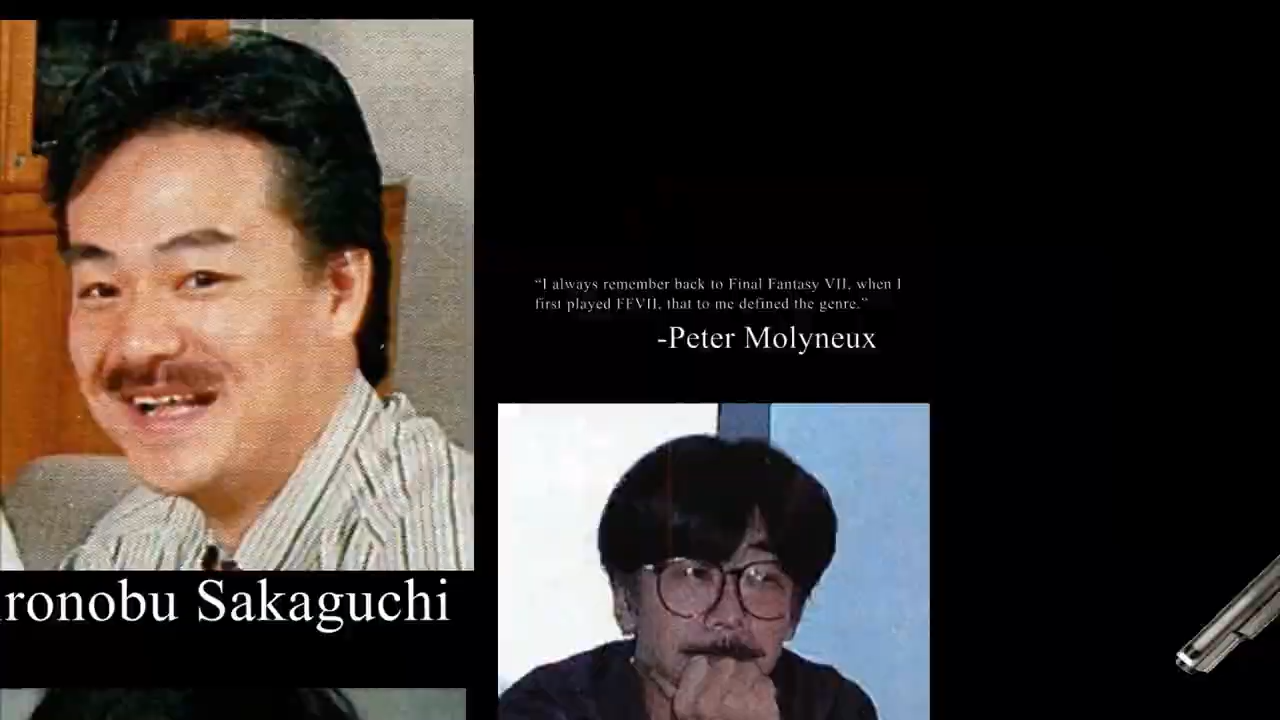 “I always remember back to Final Fantasy VII, when I
first played FFVII, that to me defined the genre.”
-Peter Molyneux
ronobu Sakaguchi